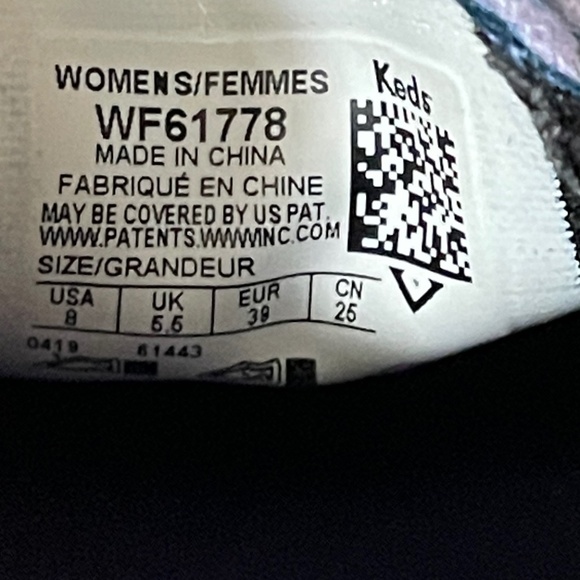 WOMENS/FEMMES
Keds
WF61778
MADE IN CHINA
FABRIQUÉ EN CHINE
MAY BE COVERED BY US PAT.
WWW.PATENTS.WWWINC.COM
SIZE/GRANDEUR
USA UK EUR CN
8 5.5 39 25
0419 61443